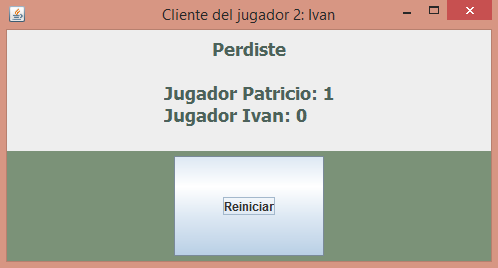 Cliente del jugador 2: Ivan
Perdiste
Jugador Patricio: 1
Jugador Ivan: 0
Reiniciar